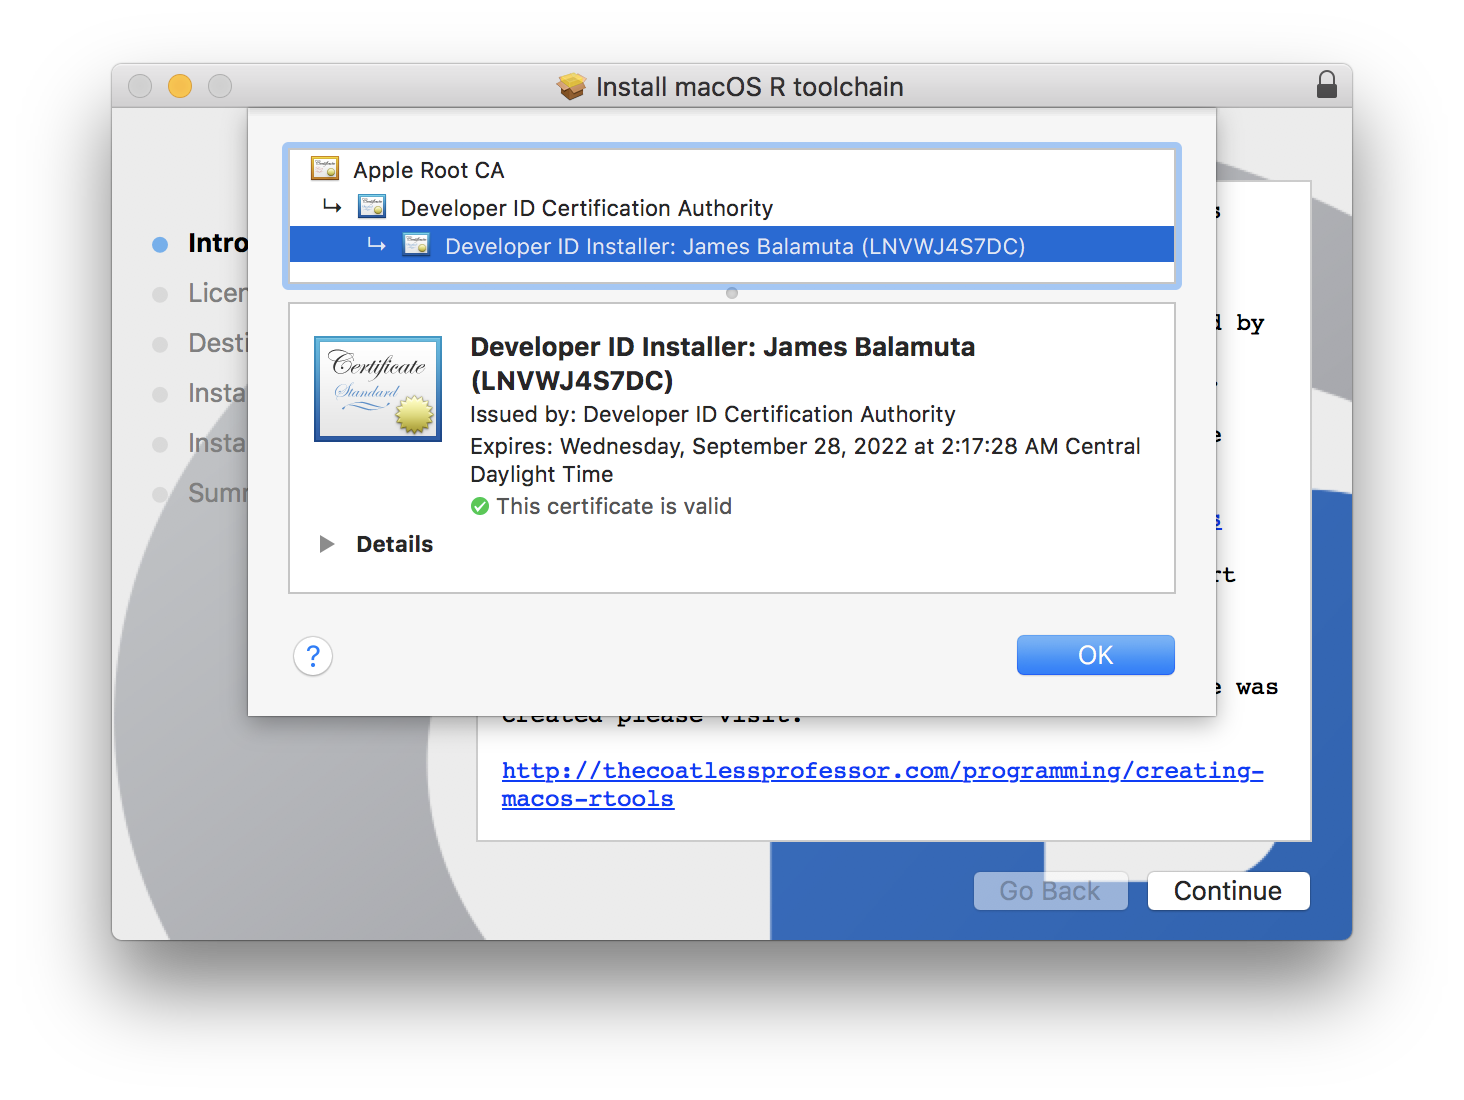 Install macOS R toolchain
Apple Root CA
Developer ID Certification Authority
Developer ID Installer: James Balamuta (LNVWJ4S7DC)
Certificate
Standard
Developer ID Installer: James Balamuta
(LNVWJ4S7DC)
Issued by: Developer ID Certification Authority
Expires: Wednesday, September 28, 2022 at 2:17:28 AM Central
Daylight Time
This certificate is valid
Details
?
OK
Intro
Licen
Desti
Insta
Insta
Summ
by
was
created please visit:
http://thecoatlessprofessor.com/programming/creating-
macos-rtools
Go Back
Continue